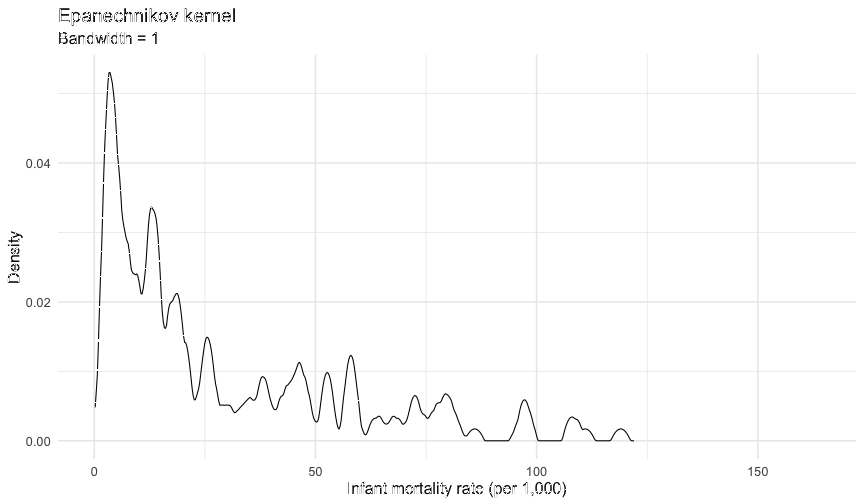 Epanechnikov kernel
Bandwidth = 1
Density
0.04
0.02
0.00
0
50
100
150
Infant mortality rate (per 1,000)